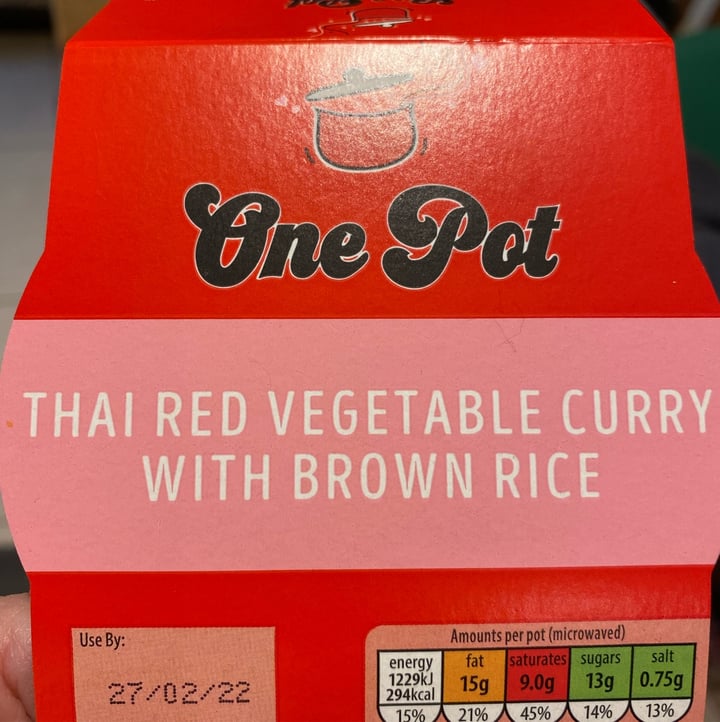 One Pot
THAI RED VEGETABLE CURRY
WITH BROWN RICE
Use By:
27/02/22
Amounts per pot (microwaved)
energy fat saturates sugars salt
1229kJ 15g 9.0g 13g 0.75g
294kcal
15% 21% 45% 14% 13%